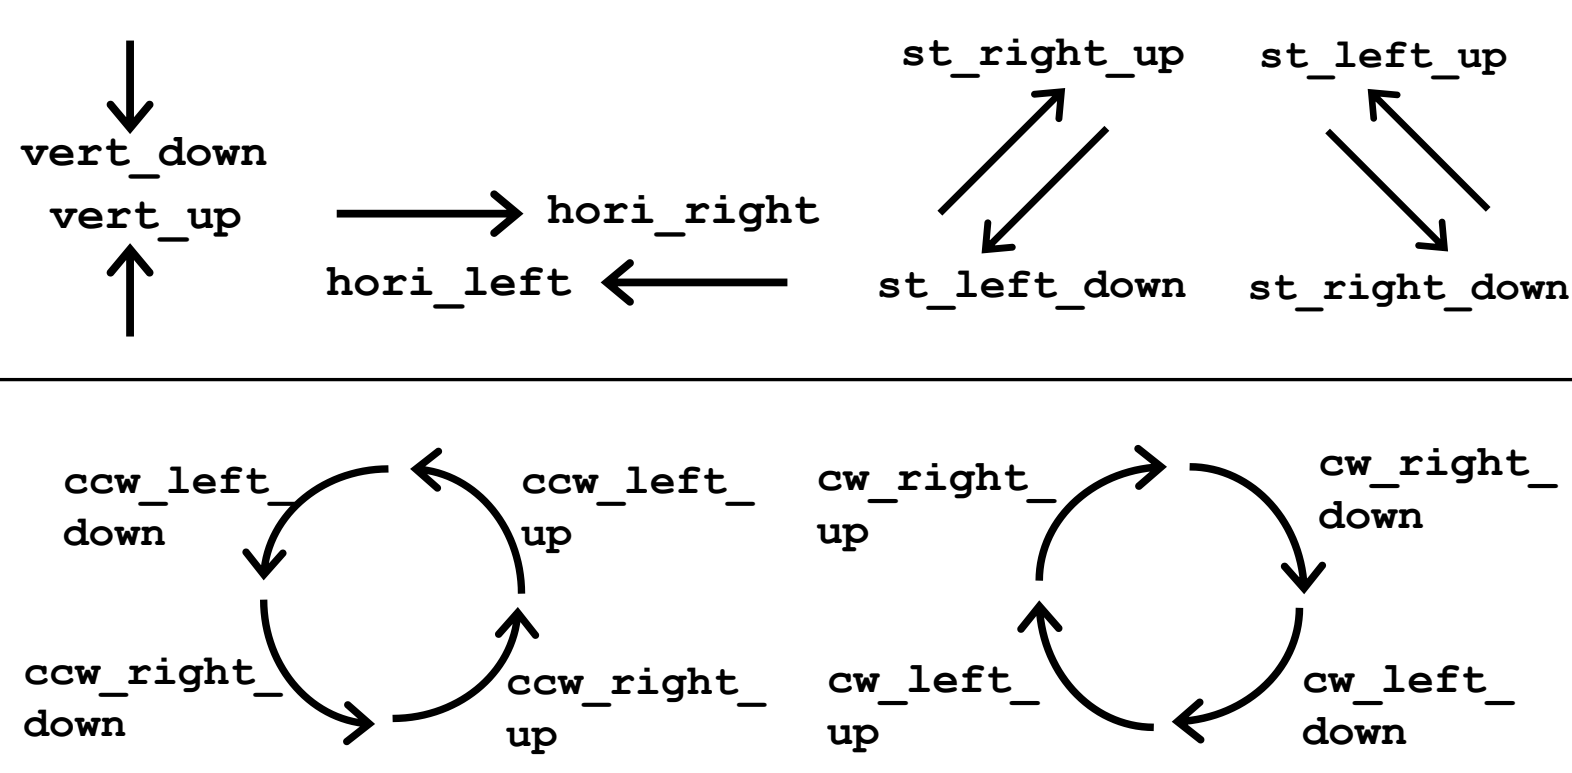 st_right_up
st_left_up
vert_down
vert_up
hori_right
hori_left
st_left_down
st_right_down
ccw_left_
down
ccw_left_
up
cw_right_
up
cw_right_
down
ccw_right_
down
ccw_right_
up
cw_left_
up
cw_left_
down